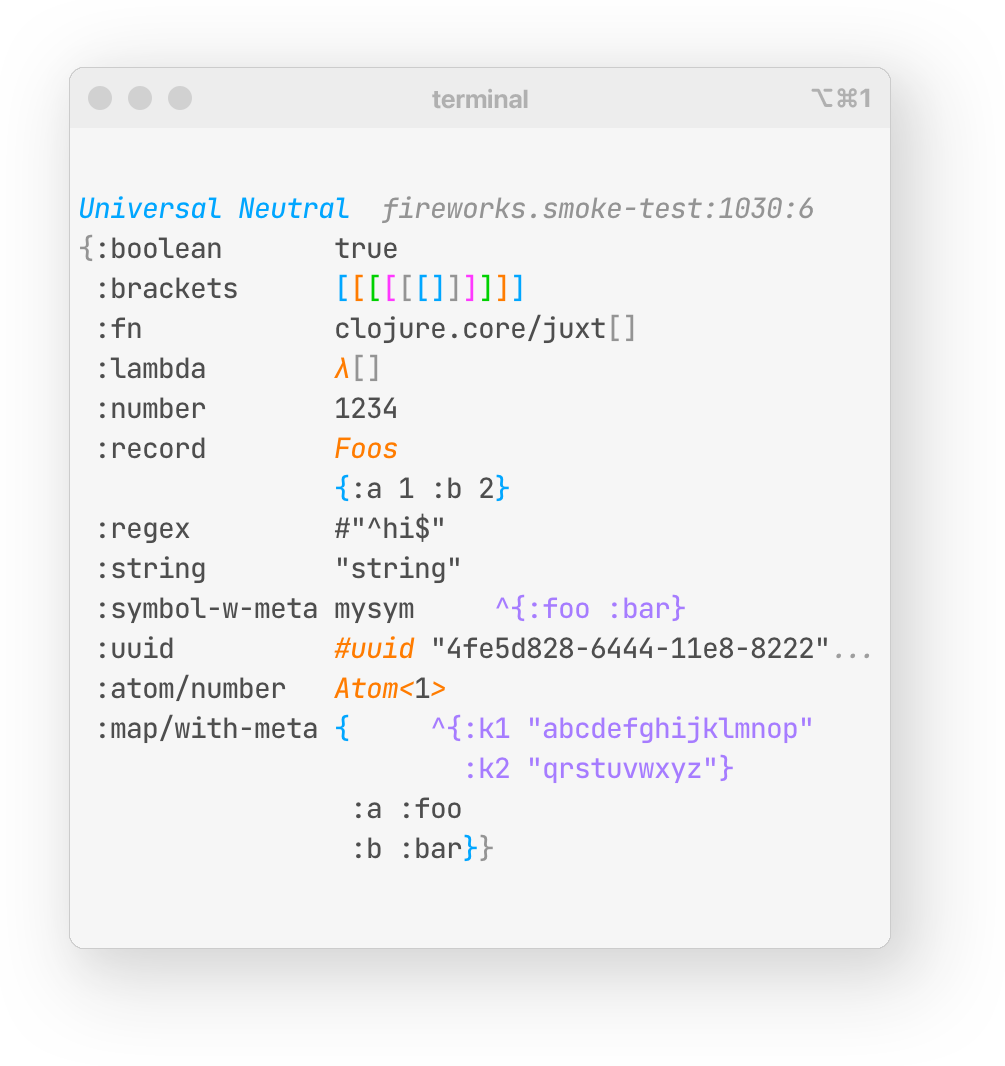 terminal ⌥⌘1
Universal Neutral  fireworks.smoke-test:1030:6
{:boolean       true
 :brackets      [[[[[[]]]]]]
 :fn            clojure.core/juxt[]
 :lambda        λ[]
 :number        1234
 :record        Foos
                {:a 1 :b 2}
 :regex         #"^hi$"
 :string        "string"
 :symbol-w-meta mysym     ^{:foo :bar}
 :uuid          #uuid "4fe5d828-6444-11e8-8222"...
 :atom/number   Atom<1>
 :map/with-meta {     ^{:k1 "abcdefghijklmnop"
                        :k2 "qrstuvwxyz"}
                 :a :foo
                 :b :bar}}